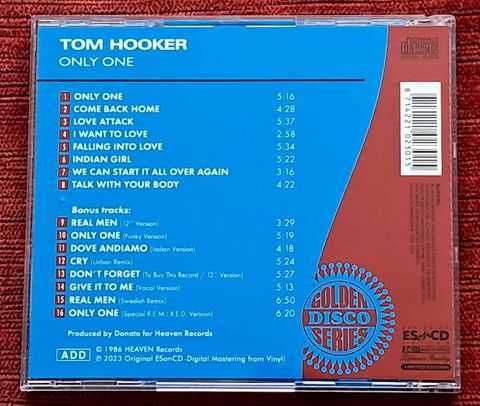 TOM HOOKER
ONLY ONE
1 ONLY ONE 5:16
2 COME BACK HOME 4:28
3 LOVE ATTACK 5:37
4 I WANT TO LOVE 2:58
5 FALLING INTO LOVE 5:34
6 INDIAN GIRL 5:22
7 WE CAN START IT ALL OVER AGAIN 3:16
8 TALK WITH YOUR BODY 4:22
Bonus tracks:
9 REAL MEN (12" Version) 3:29
10 ONLY ONE (Funky Version) 5:19
11 DOVE ANDIAMO (Italian Version) 4:18
12 CRY (Urban Remix) 5:24
13 DON'T FORGET (To Buy This Record / 12" Version) 5:27
14 GIVE IT TO ME (Vocal Version) 5:13
15 REAL MEN (Swedish Remix) 6:50
16 ONLY ONE (Special R.E.M.I.X.E.D. Version) 6:20
Produced by Donato for Heaven Records
ADD
© 1986 HEAVEN Records
℗ 2023 Original ESonCD -Digital Mastering from Vinyl)
GOLDEN
DISCO
SERIES
disc
8 714221 023015
ESonCD